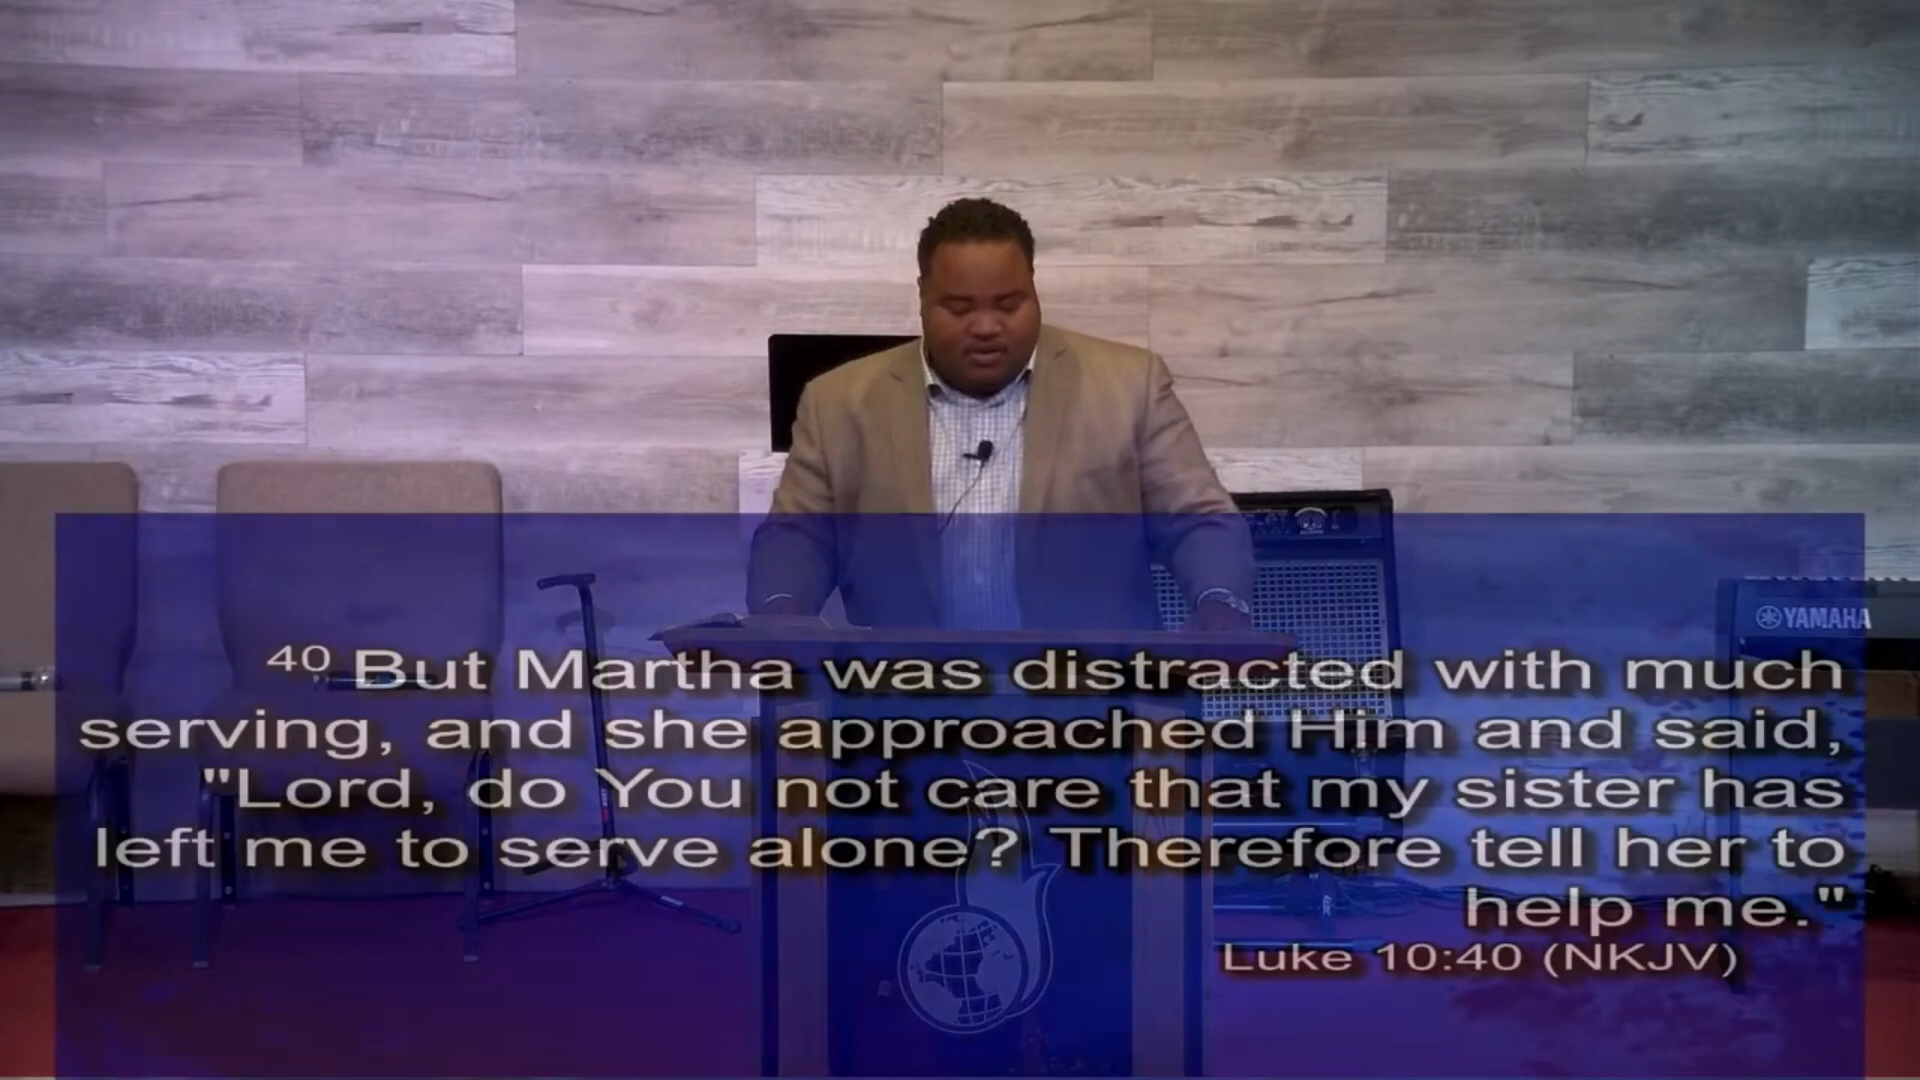 40 But Martha was distracted with much
serving, and she approached Him and said,
"Lord, do You not care that my sister has
left me to serve alone? Therefore tell her to
help me."
Luke 10:40 (NKJV)
YAMAHA